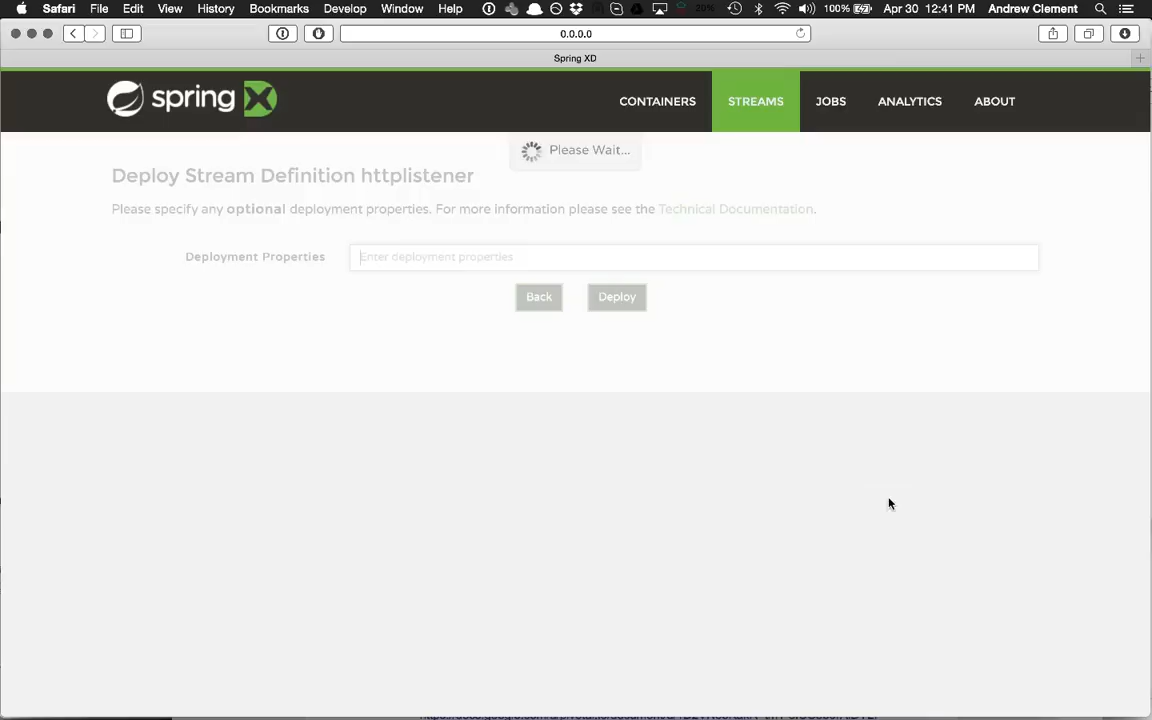 Safari File Edit View History Bookmarks Develop Window Help 20% 100% Apr 30 12:41 PM Andrew Clement
0.0.0.0
Spring XD
spring X CONTAINERS STREAMS JOBS ANALYTICS ABOUT
Please Wait...
Deploy Stream Definition httplistener
Please specify any optional deployment properties. For more information please see the Technical Documentation.
Deployment Properties Enter deployment properties
Back Deploy